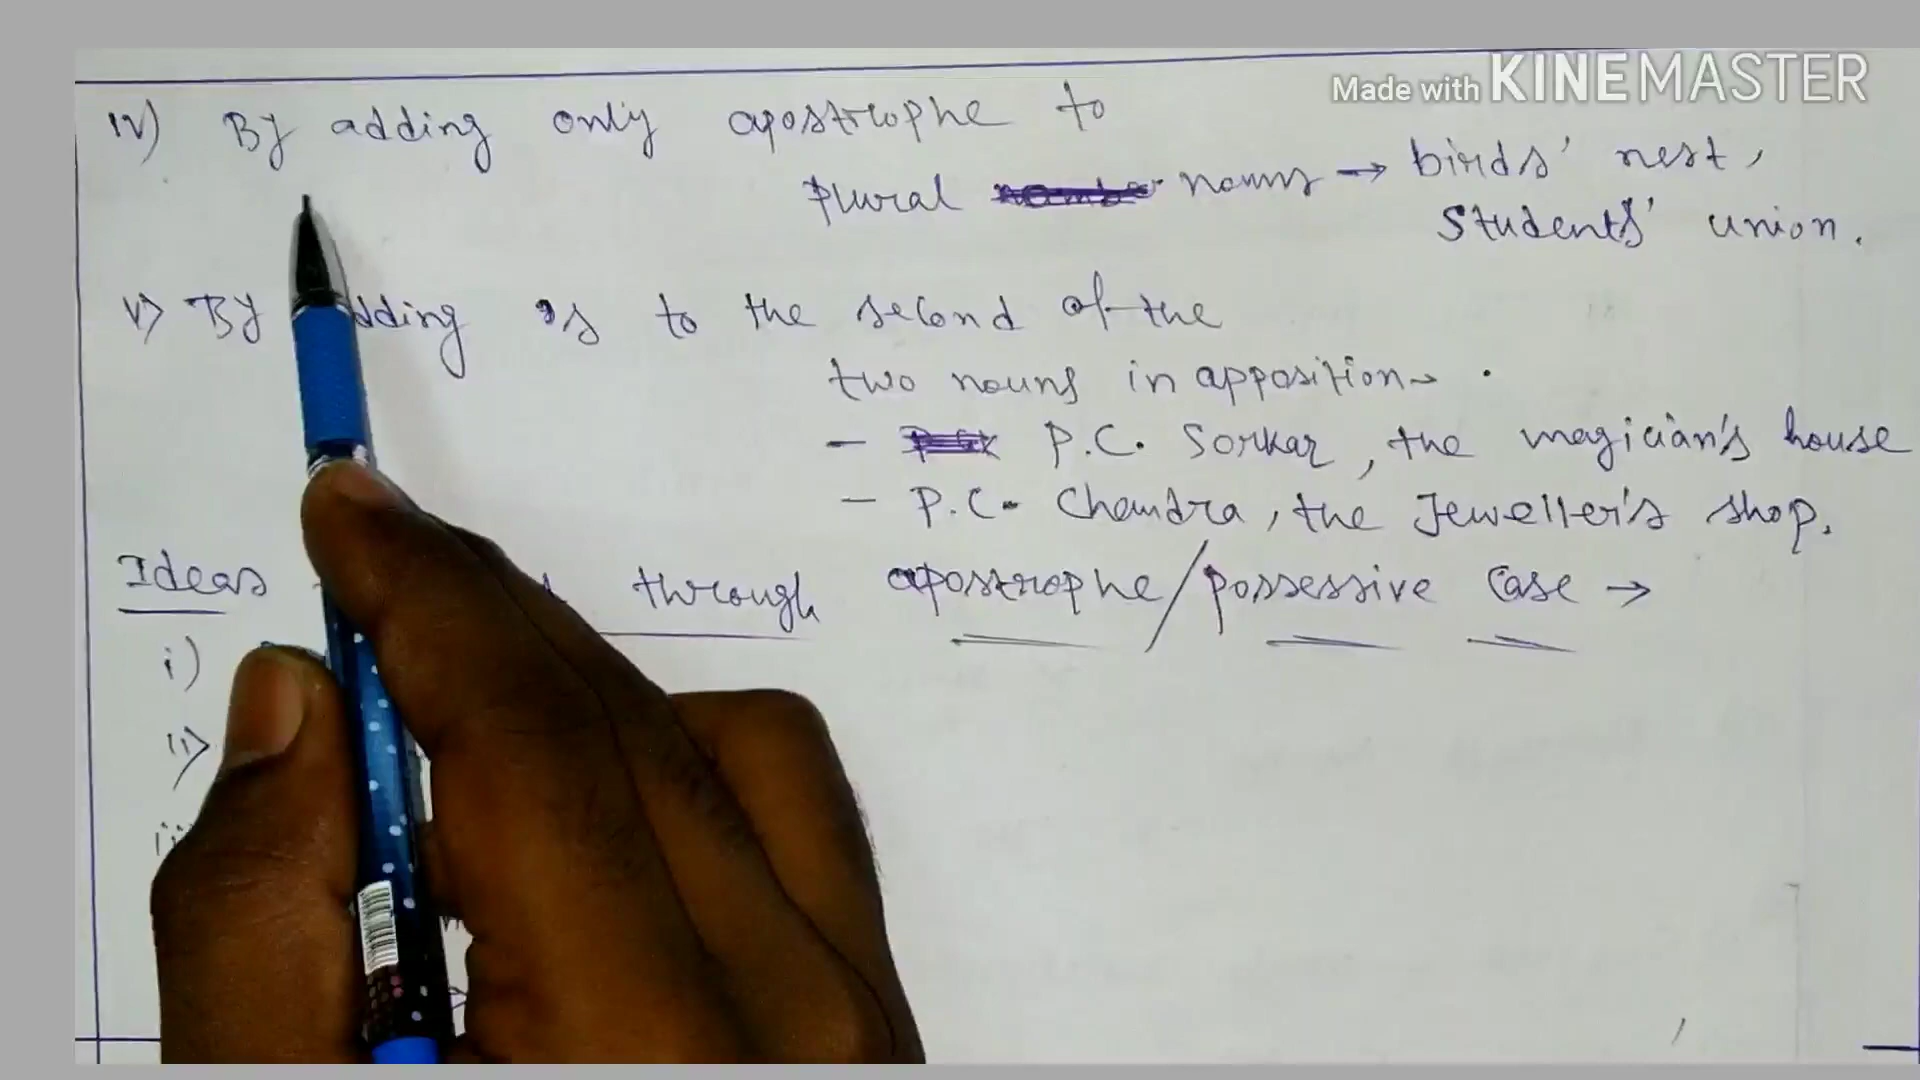 Made with KINEMASTER
iv) By adding only apostrophe to
plural nouns → birds' nest,
Students' union.
v) By adding 's to the second of the
two nouns in apposition →
- P.C. Sorkar, the magician's house
- P.C. Chandra, the Jeweller's shop.
Ideas through apostrophe/possessive case →
i)
ii)